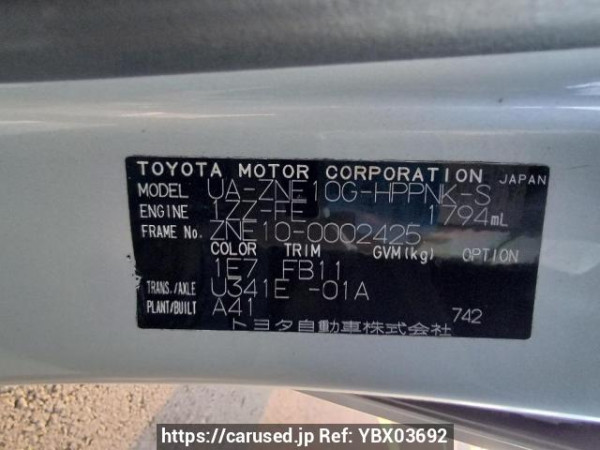 TOYOTA MOTOR CORPORATION JAPAN
MODEL UA-ZNE10G-HPPNK-S
ENGINE 1ZZ-FE 1794mL
FRAME No. ZNE10-0002425
COLOR TRIM GVM(kg) OPTION
1E7 FB11
TRANS./AXLE U341E -01A
PLANT/BUILT A41 742
トヨタ自動車株式会社
https://carused.jp Ref: YBX03692